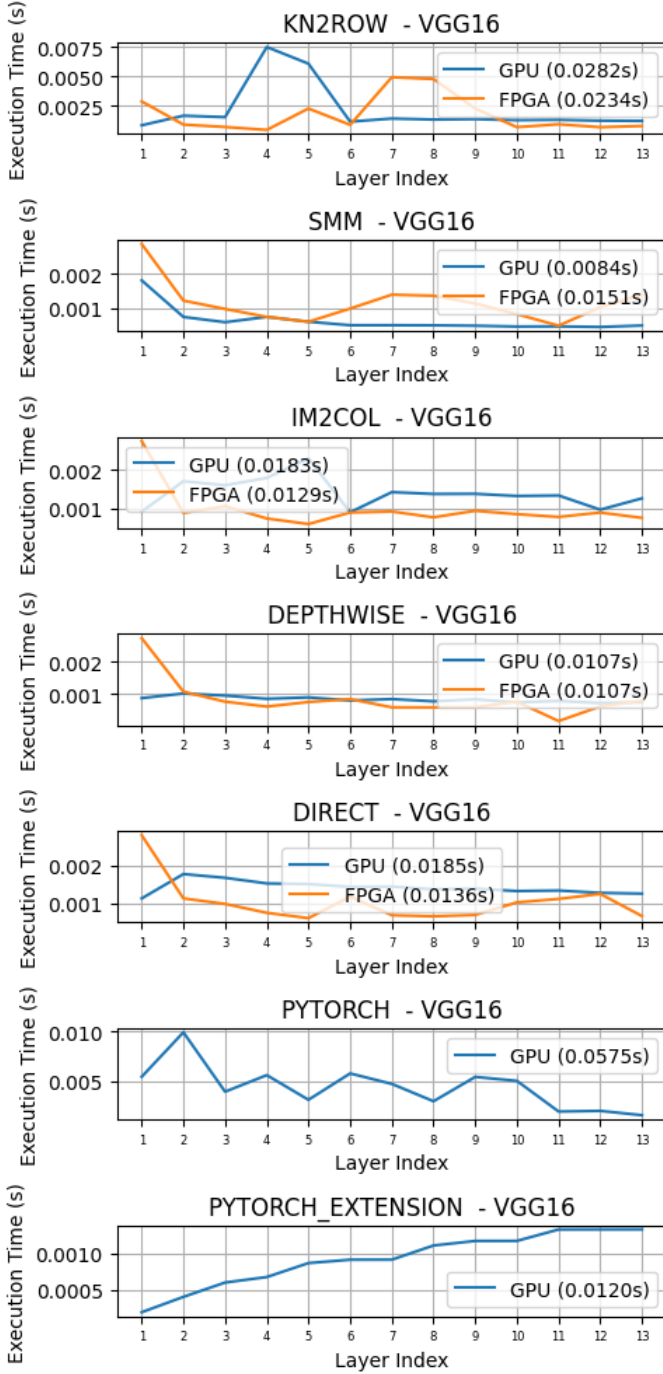 KN2ROW - VGG16
Execution Time (s)
0.0075
0.0050
0.0025
GPU (0.0282s)
FPGA (0.0234s)
1 2 3 4 5 6 7 8 9 10 11 12 13
Layer Index
SMM - VGG16
Execution Time (s)
0.002
0.001
GPU (0.0084s)
FPGA (0.0151s)
1 2 3 4 5 6 7 8 9 10 11 12 13
Layer Index
IM2COL - VGG16
Execution Time (s)
0.002
0.001
GPU (0.0183s)
FPGA (0.0129s)
1 2 3 4 5 6 7 8 9 10 11 12 13
Layer Index
DEPTHWISE - VGG16
Execution Time (s)
0.002
0.001
GPU (0.0107s)
FPGA (0.0107s)
1 2 3 4 5 6 7 8 9 10 11 12 13
Layer Index
DIRECT - VGG16
Execution Time (s)
0.002
0.001
GPU (0.0185s)
FPGA (0.0136s)
1 2 3 4 5 6 7 8 9 10 11 12 13
Layer Index
PYTORCH - VGG16
Execution Time (s)
0.010
0.005
GPU (0.0575s)
1 2 3 4 5 6 7 8 9 10 11 12 13
Layer Index
PYTORCH_EXTENSION - VGG16
Execution Time (s)
0.0010
0.0005
GPU (0.0120s)
1 2 3 4 5 6 7 8 9 10 11 12 13
Layer Index